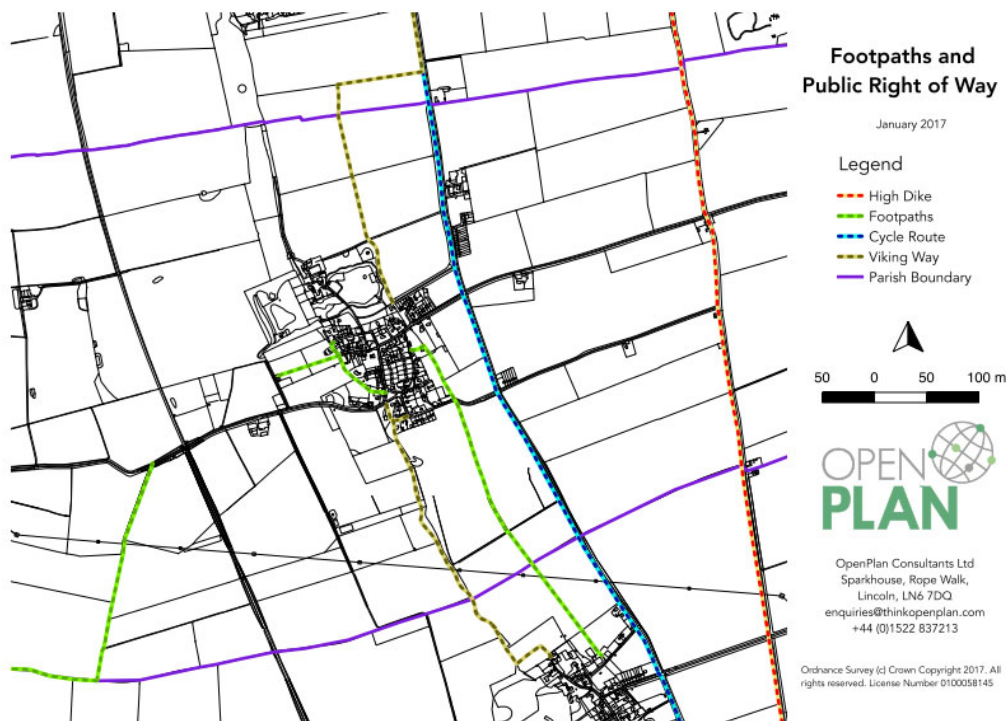 Footpaths and
Public Right of Way
January 2017
Legend
High Dike
Footpaths
Cycle Route
Viking Way
Parish Boundary
50 0 50 100 m
OPEN
PLAN
OpenPlan Consultants Ltd
Sparkhouse, Rope Walk,
Lincoln, LN6 7DQ
enquiries@thinkopenplan.com
+44 (0)1522 837213
Ordnance Survey (c) Crown Copyright 2017. All
rights reserved. License Number 0100058145